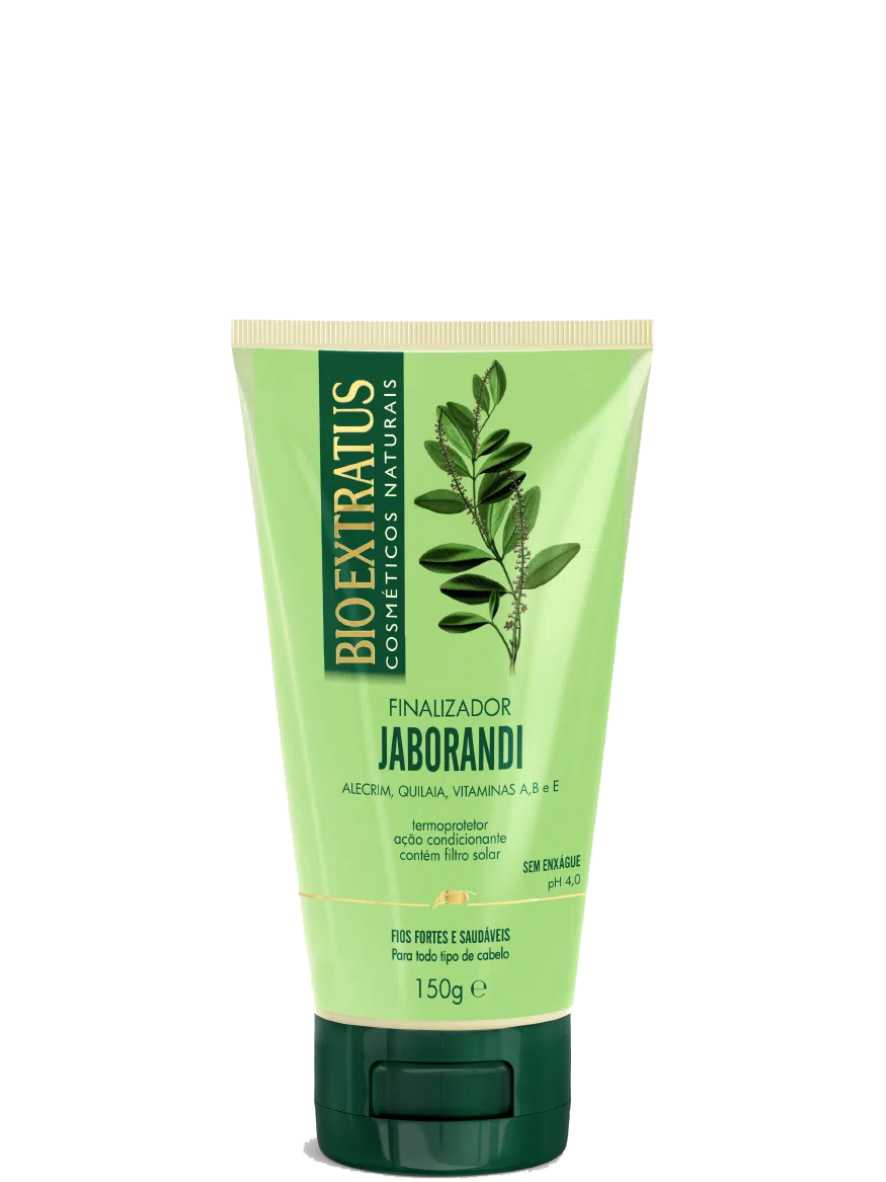 BIO EXTRATUS
COSMÉTICOS NATURAIS
FINALIZADOR
JABORANDI
ALECRIM, QUILAIA, VITAMINAS A,B e E
termoprotetor
ação condicionante
contém filtro solar
SEM ENXÁGUE
pH 4,0
FIOS FORTES E SAUDÁVEIS
Para todo tipo de cabelo
150g ℮